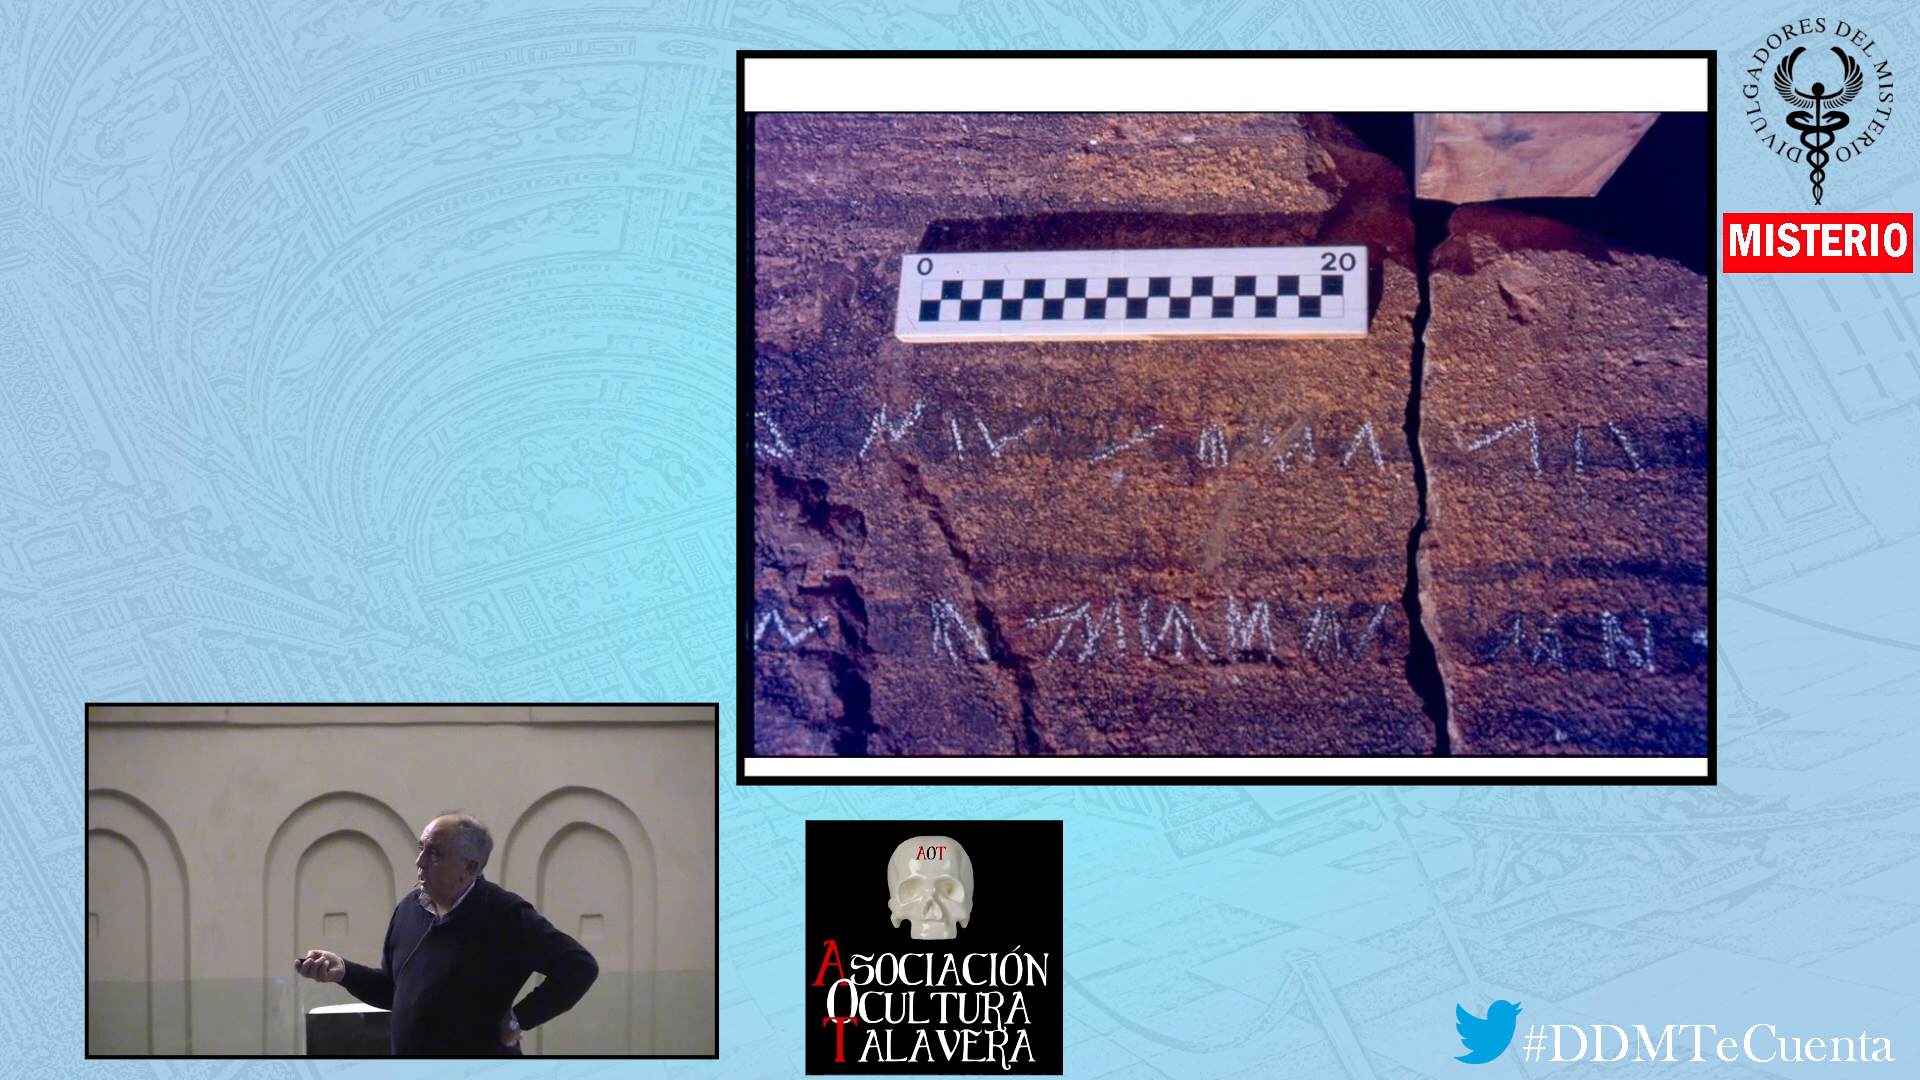 DIVULGADORES DEL MISTERIO
MISTERIO
0 20
AOT
ASOCIACIÓN
OCULTURA
TALAVERA
#DDMTeCuenta